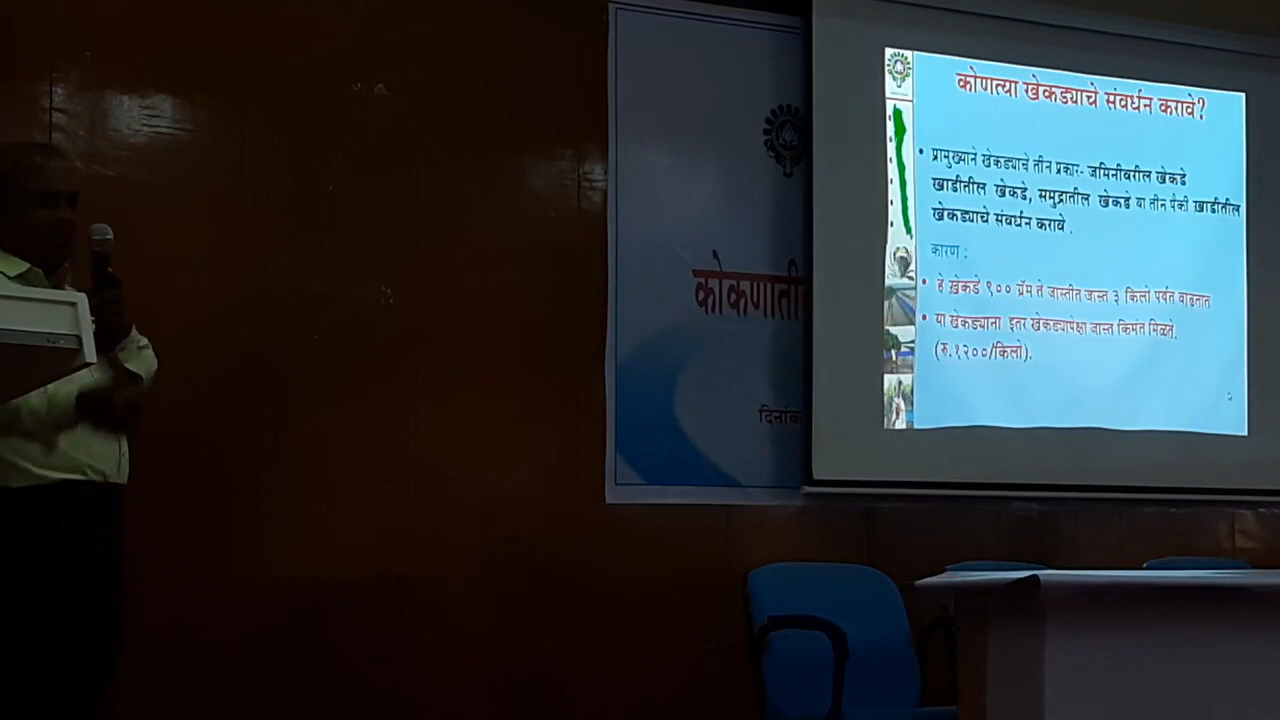 कोकणाती
दिनांक
कोणत्या खेकड्याचे संवर्धन करावे?
• प्रामुख्याने खेकड्याचे तीन प्रकार:- जमिनीवरील खेकडे
खाडीतील खेकडे, समुद्रातील खेकडे या तीन पैकी खाडीतील
खेकड्याचे संवर्धन करावे .
कारण :
• हे खेकडे ९०० ग्रॅम ते जास्तीत जास्त ३ किलो पर्यंत वाढतात
• या खेकड्याना इतर खेकड्यापेक्षा जास्त किमंत मिळते.
(रु.१२००/किलो).